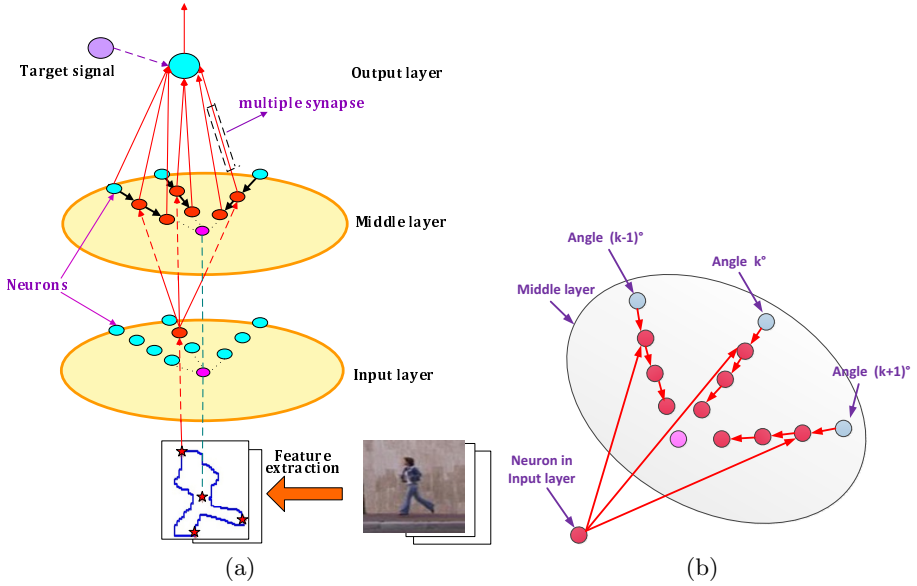 Target signal
Output layer
multiple synapse
Middle layer
Neurons
Input layer
Feature
extraction
(a)
Angle (k-1)°
Angle k°
Middle layer
Angle (k+1)°
Neuron in
Input layer
(b)